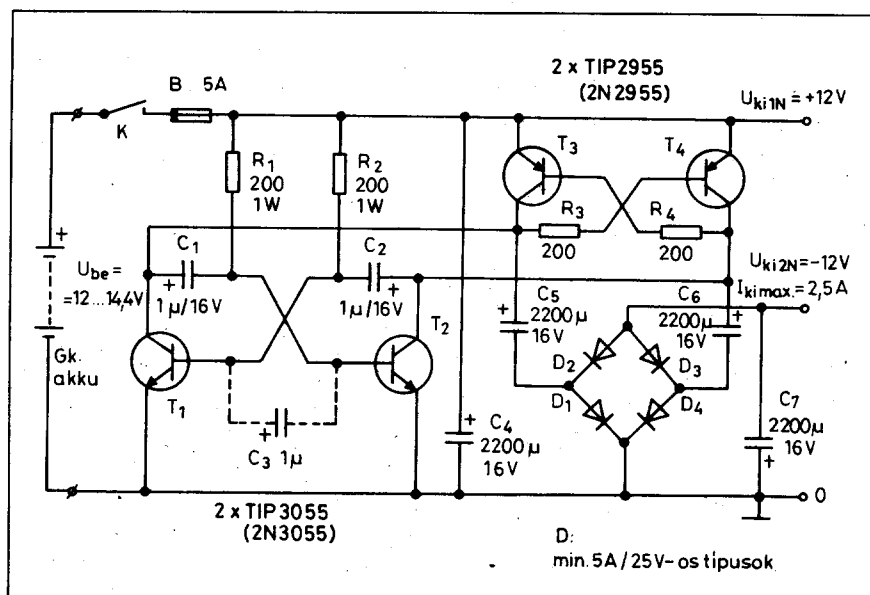 B 5A
K
2 x TIP2955
(2N2955)
Uki1N = +12V
T3
T4
R1
200
1W
R2
200
1W
R3
200
R4
200
C1
1µ/16V
C2
1µ/16V
Ube =
=12...14,4V
Gk.
akku
T1
T2
C3 1µ
C4
2200µ
16V
C5
2200µ
16V
C6
2200µ
16V
Uki2N = -12V
Iki max. = 2,5A
D2
D3
D1
D4
C7
2200µ
16V
0
2 x TIP3055
(2N3055)
D:
min. 5A / 25V-os típusok